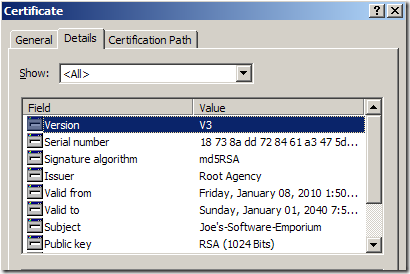 Certificate
General Details Certification Path
Show: <All>
Field Value
Version V3
Serial number 18 73 8a dd 72 84 61 a3 47 5d...
Signature algorithm md5RSA
Issuer Root Agency
Valid from Friday, January 08, 2010 1:50...
Valid to Sunday, January 01, 2040 7:5...
Subject Joe's-Software-Emporium
Public key RSA (1024 Bits)